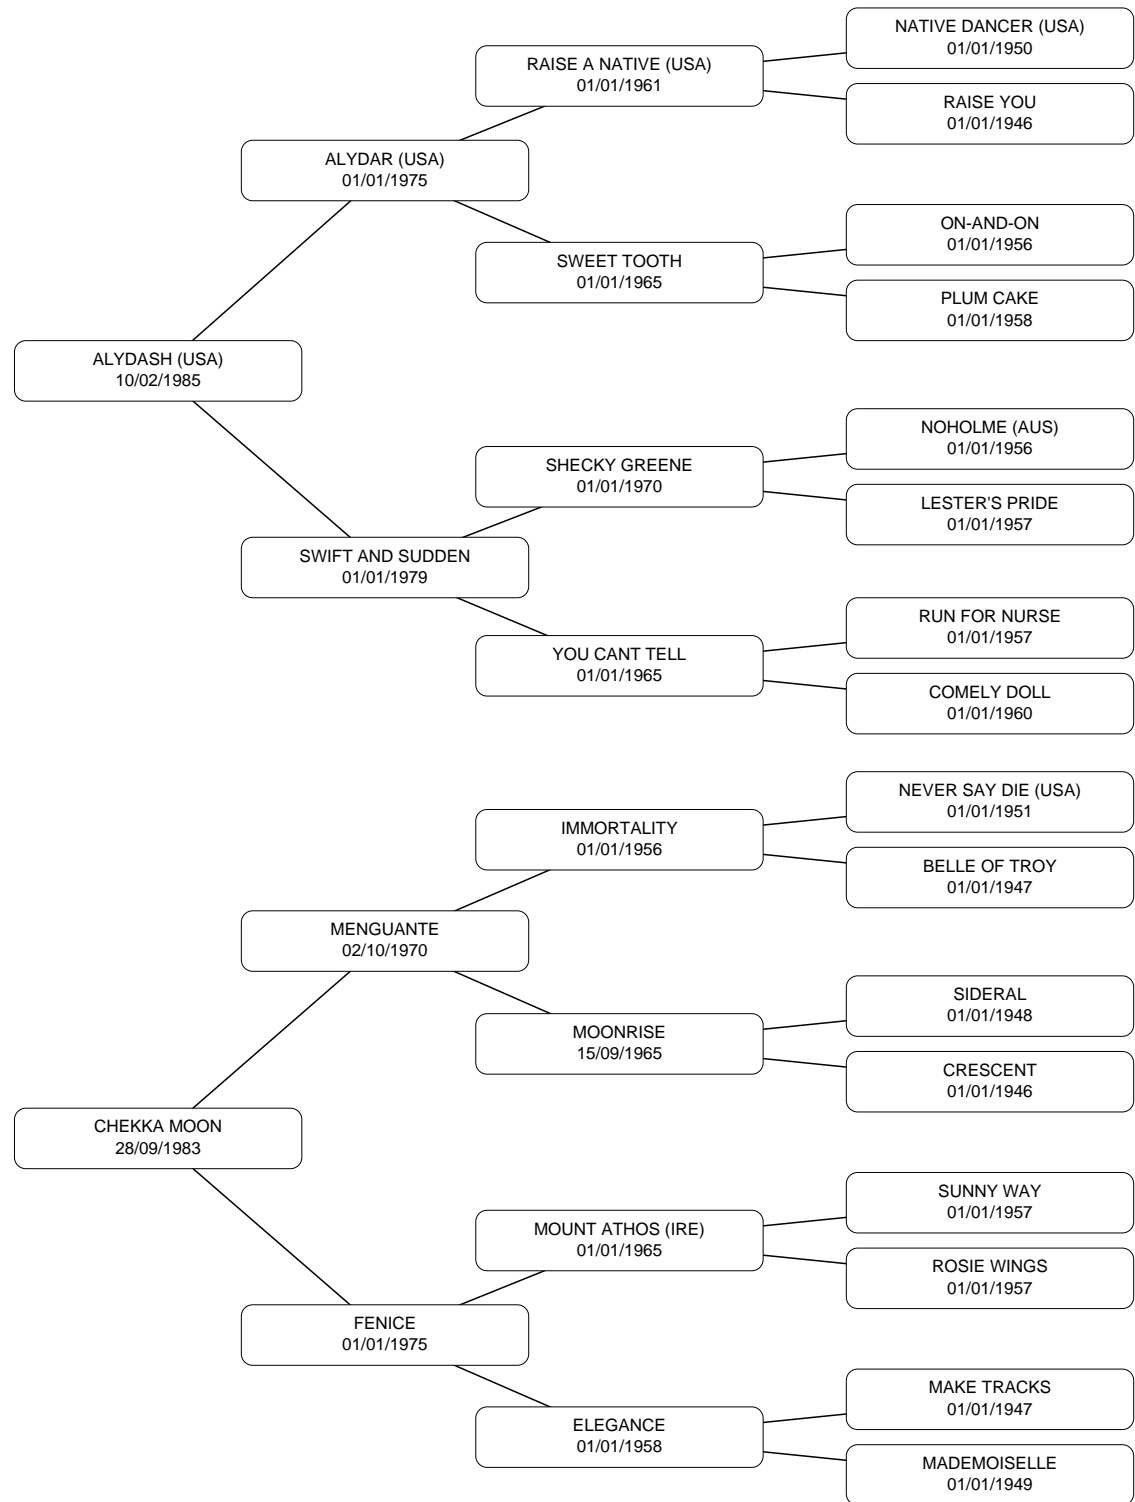 NATIVE DANCER (USA)
01/01/1950
RAISE A NATIVE (USA)
01/01/1961
RAISE YOU
01/01/1946
ALYDAR (USA)
01/01/1975
ON-AND-ON
01/01/1956
SWEET TOOTH
01/01/1965
PLUM CAKE
01/01/1958
ALYDASH (USA)
10/02/1985
NOHOLME (AUS)
01/01/1956
SHECKY GREENE
01/01/1970
LESTER'S PRIDE
01/01/1957
SWIFT AND SUDDEN
01/01/1979
RUN FOR NURSE
01/01/1957
YOU CANT TELL
01/01/1965
COMELY DOLL
01/01/1960
NEVER SAY DIE (USA)
01/01/1951
IMMORTALITY
01/01/1956
BELLE OF TROY
01/01/1947
MENGUANTE
02/10/1970
SIDERAL
01/01/1948
MOONRISE
15/09/1965
CRESCENT
01/01/1946
CHEKKA MOON
28/09/1983
SUNNY WAY
01/01/1957
MOUNT ATHOS (IRE)
01/01/1965
ROSIE WINGS
01/01/1957
FENICE
01/01/1975
MAKE TRACKS
01/01/1947
ELEGANCE
01/01/1958
MADEMOISELLE
01/01/1949